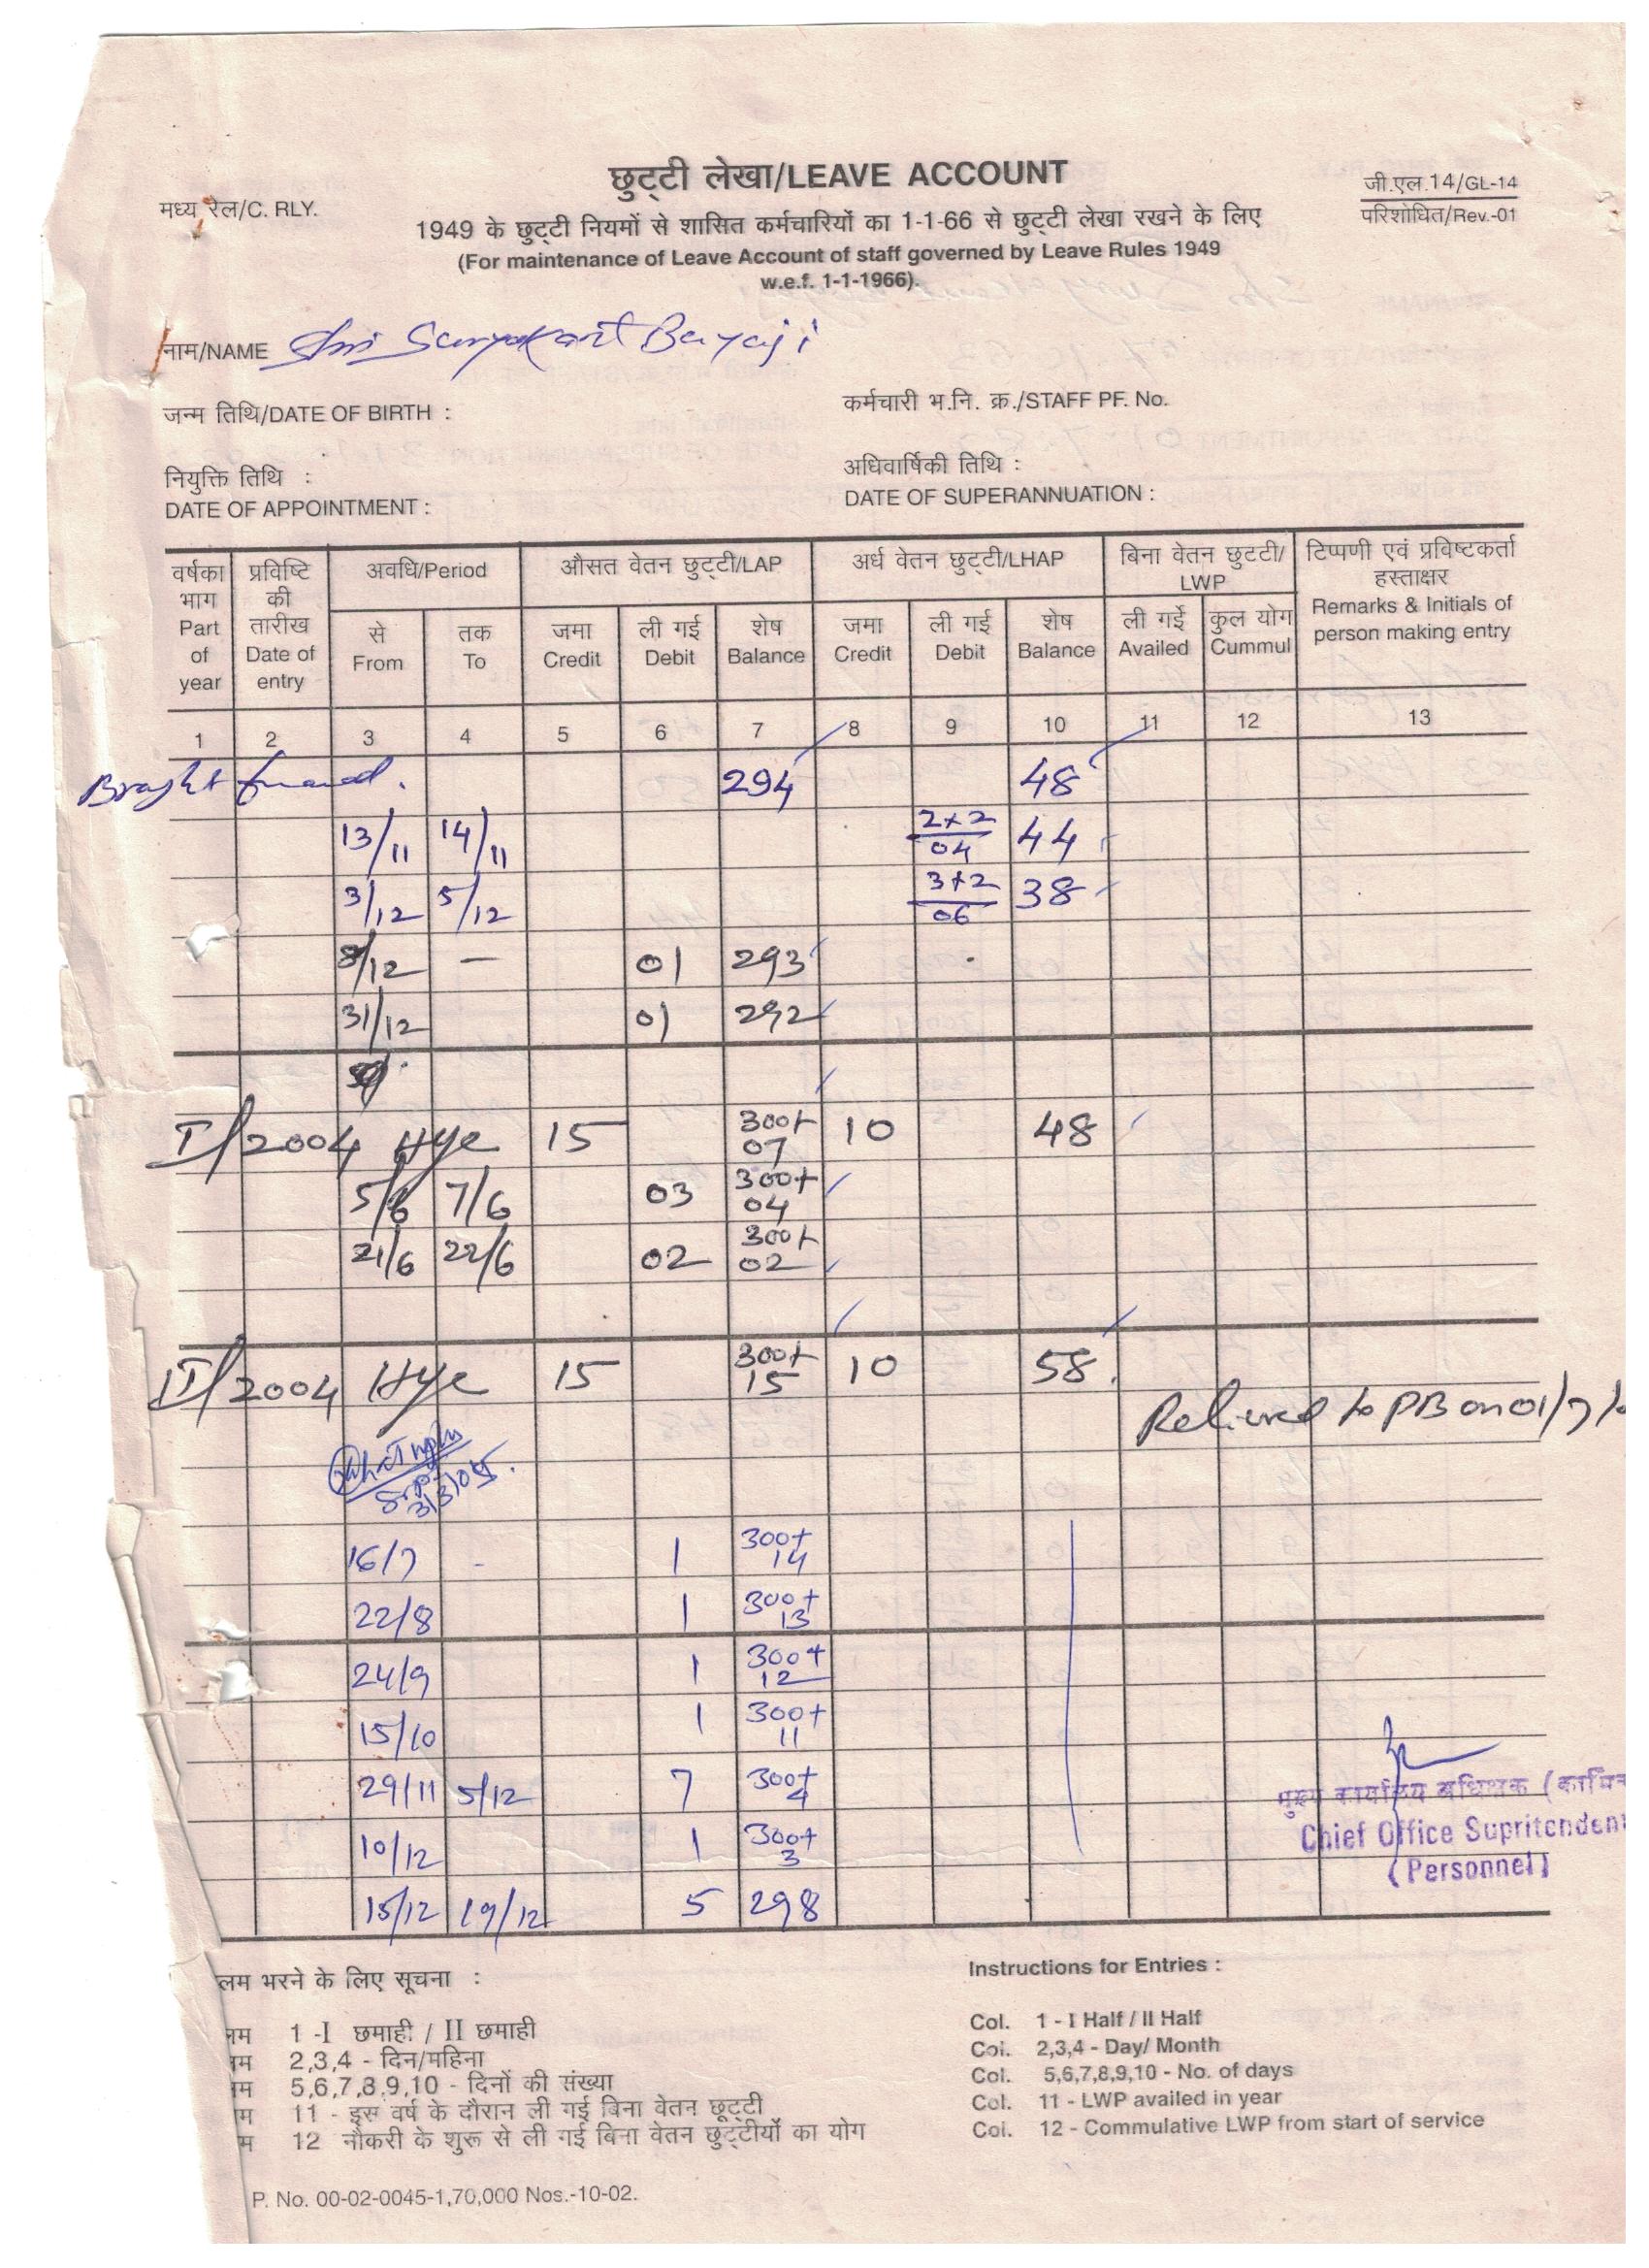 छुट्टी लेखा/LEAVE ACCOUNT
मध्य रेल/C. RLY.
जी.एल.14/GL-14
परिशोधित/Rev.-01
1949 के छुट्टी नियमों से शासित कर्मचारियों का 1-1-66 से छुट्टी लेखा रखने के लिए
(For maintenance of Leave Account of staff governed by Leave Rules 1949
w.e.f. 1-1-1966).
नाम/NAME Shri Suryakant Bayaji
जन्म तिथि/DATE OF BIRTH :
कर्मचारी भ.नि. क्र./STAFF PF. No.
नियुक्ति तिथि :
अधिवार्षिकी तिथि :
DATE OF APPOINTMENT :
DATE OF SUPERANNUATION :
वर्षका भाग Part of year
प्रविष्टि की तारीख Date of entry
अवधि/Period
औसत वेतन छुट्टी/LAP
अर्ध वेतन छुट्टी/LHAP
बिना वेतन छुटटी/ LWP
टिप्पणी एवं प्रविष्टकर्ता हस्ताक्षर Remarks & Initials of person making entry
से From
तक To
जमा Credit
ली गई Debit
शेष Balance
जमा Credit
ली गई Debit
शेष Balance
ली गई Availed
कुल योग Cummul
1 2 3 4 5 6 7 8 9 10 11 12 13
294 48
13/11 14/11 2+2 04 44
3/12 5/12 3+2 06 38
8/12 — 01 293
31/12 01 292
I/2004 Hye 15 300+ 07 10 48
5/6 7/6 03 300+ 04
21/6 22/6 02 300+ 02
II/2004 Hye 15 300+ 15 10 58
Relieved to PB on 01/7/
3/3/05
16/7 - 1 300+ 14
22/8 1 300+ 13
24/9 1 300+ 12
15/10 1 300+ 11
29/11 5/12 7 300+ 4
10/12 1 300+ 3
15/12 19/12 5 298
मुख्य कार्यालय अधिक्षक (कार्मि
Chief Office Supritendent
(Personnel)
लम भरने के लिए सूचना :
Instructions for Entries :
लम 1 -I छमाही / II छमाही
Col. 1 - I Half / II Half
लम 2,3,4 - दिन/महिना
Col. 2,3,4 - Day/ Month
लम 5,6,7,8,9,10 - दिनों की संख्या
Col. 5,6,7,8,9,10 - No. of days
म 11 - इस वर्ष के दौरान ली गई बिना वेतन छूट्टी
Col. 11 - LWP availed in year
म 12 नौकरी के शुरू से ली गई बिना वेतन छुट्टीयों का योग
Col. 12 - Commulative LWP from start of service
P. No. 00-02-0045-1,70,000 Nos.-10-02.